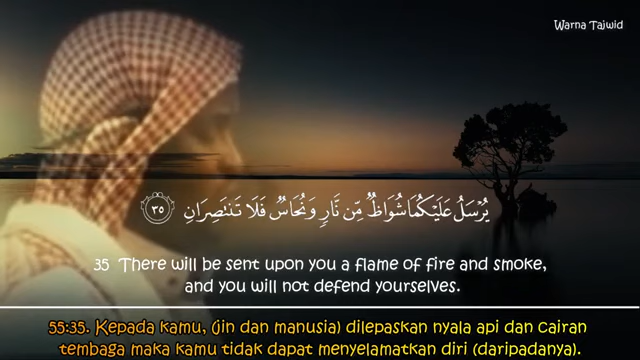 Warna Tajwid
يُرْسَلُ عَلَيْكُمَا شُوَاظٌ مِّن نَّارٍ وَنُحَاسٌ فَلَا تَنتَصِرَانِ ٣٥
35 There will be sent upon you a flame of fire and smoke,
and you will not defend yourselves.
55:35. Kepada kamu, (jin dan manusia) dilepaskan nyala api dan cairan
tembaga maka kamu tidak dapat menyelamatkan diri (daripadanya).